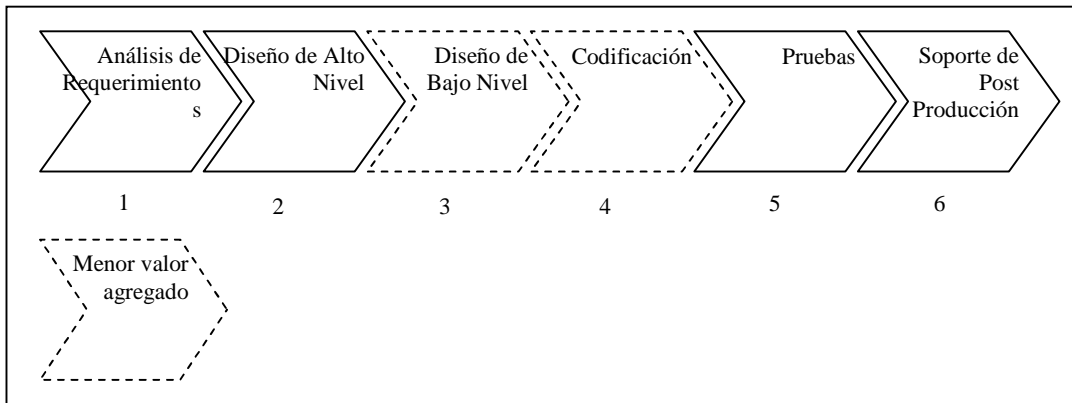 Análisis de
Requerimiento
s
Diseño de Alto
Nivel
Diseño de
Bajo Nivel
Codificación
Pruebas
Soporte de
Post
Producción
1
2
3
4
5
6
Menor valor
agregado